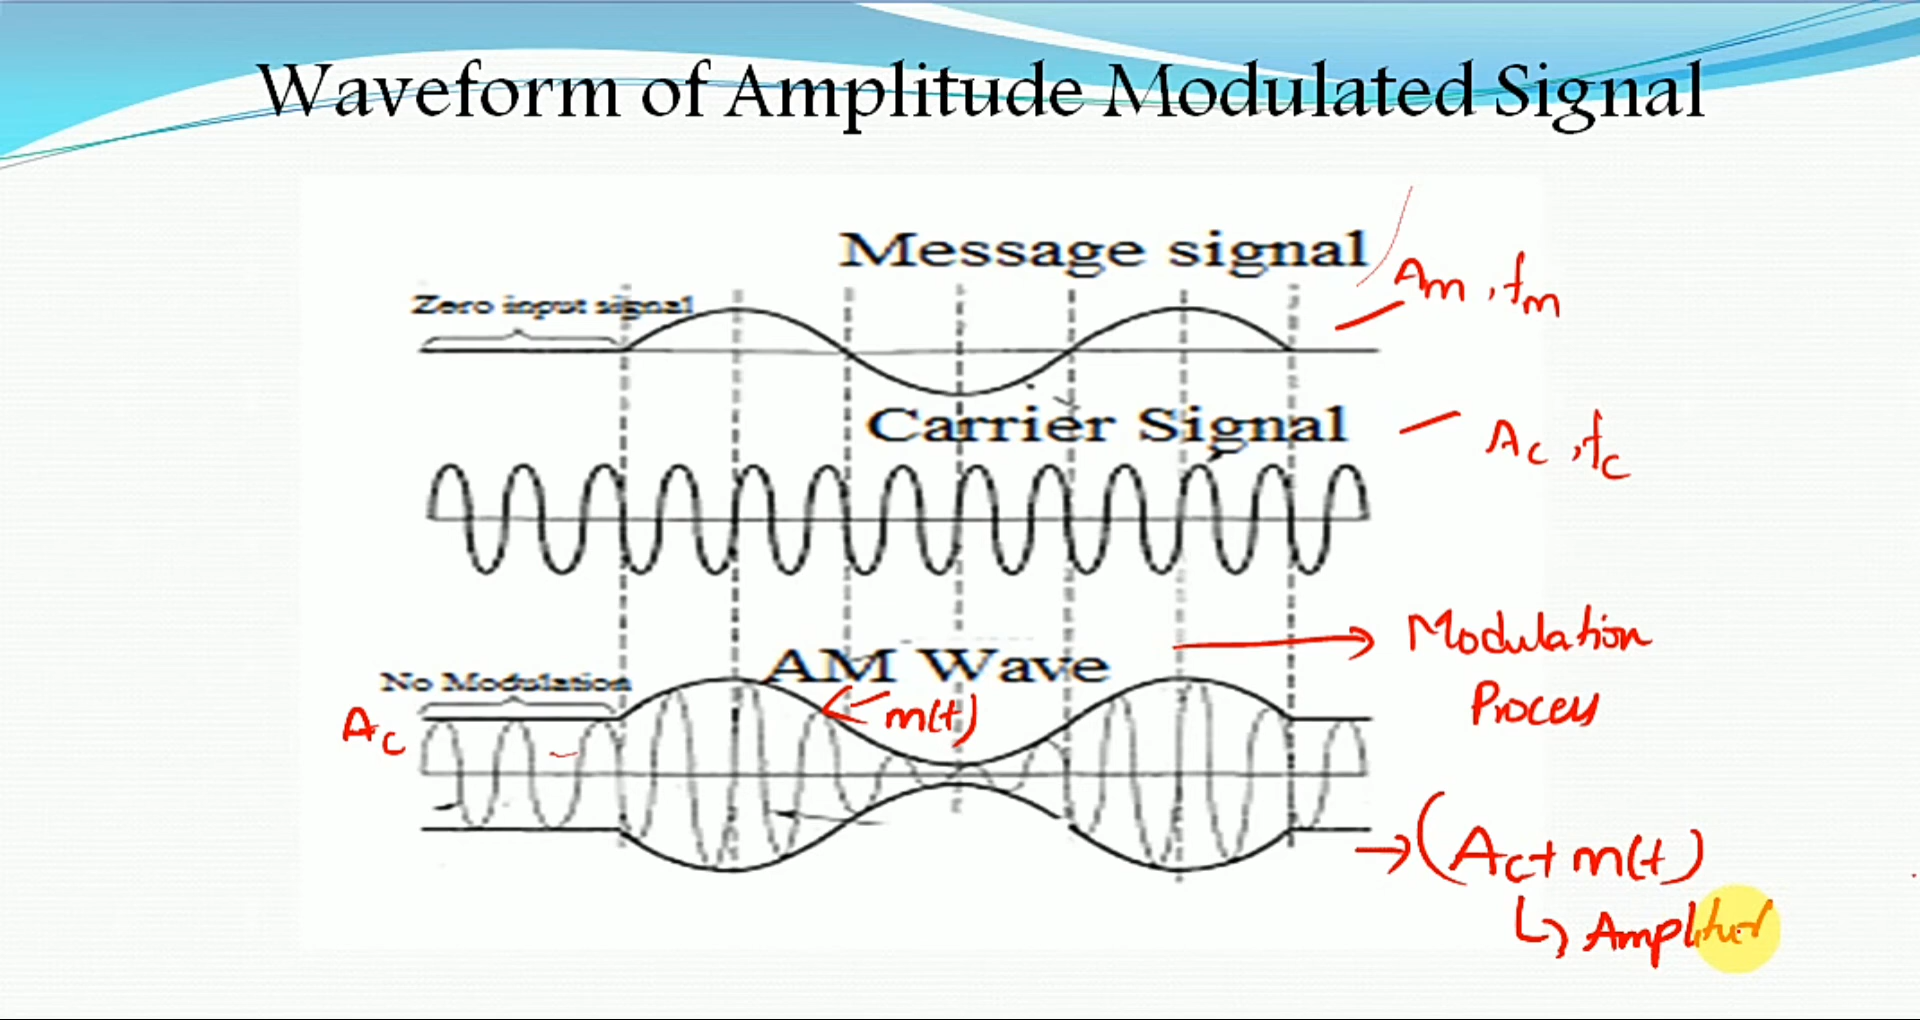 Waveform of Amplitude Modulated Signal
Message signal
Am, fm
Zero input signal
Carrier Signal
Ac, fc
Modulation
Process
AM Wave
No Modulation
Ac
m(t)
(Ac + m(t))